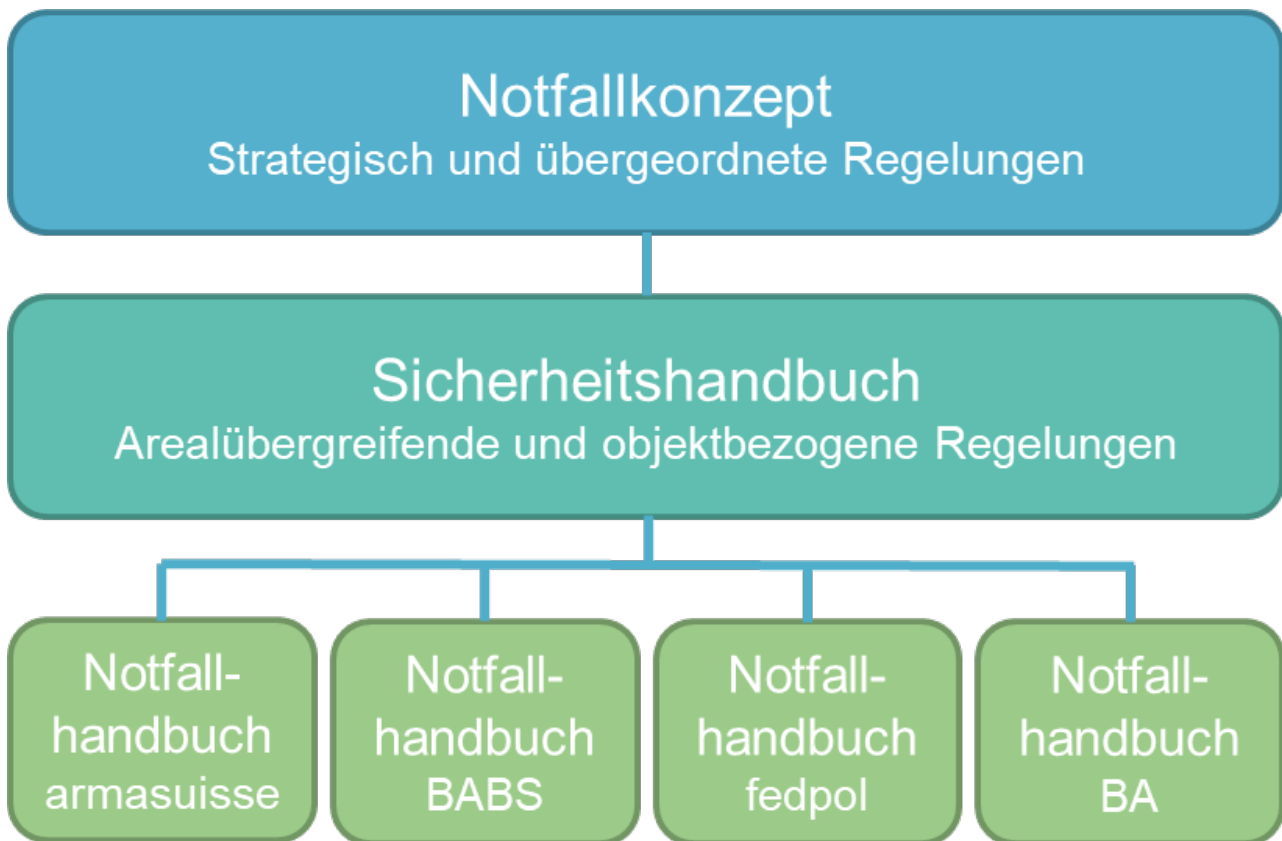 Notfallkonzept
Strategisch und übergeordnete Regelungen
Sicherheitshandbuch
Arealübergreifende und objektbezogene Regelungen
Notfall-
handbuch
armasuisse
Notfall-
handbuch
BABS
Notfall-
handbuch
fedpol
Notfall-
handbuch
BA